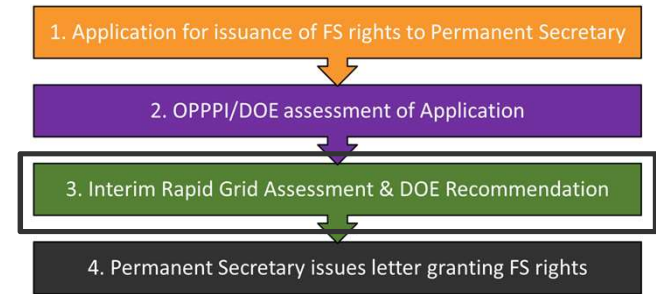 1. Application for issuance of FS rights to Permanent Secretary
2. OPPPI/DOE assessment of Application
3. Interim Rapid Grid Assessment & DOE Recommendation
4. Permanent Secretary issues letter granting FS rights